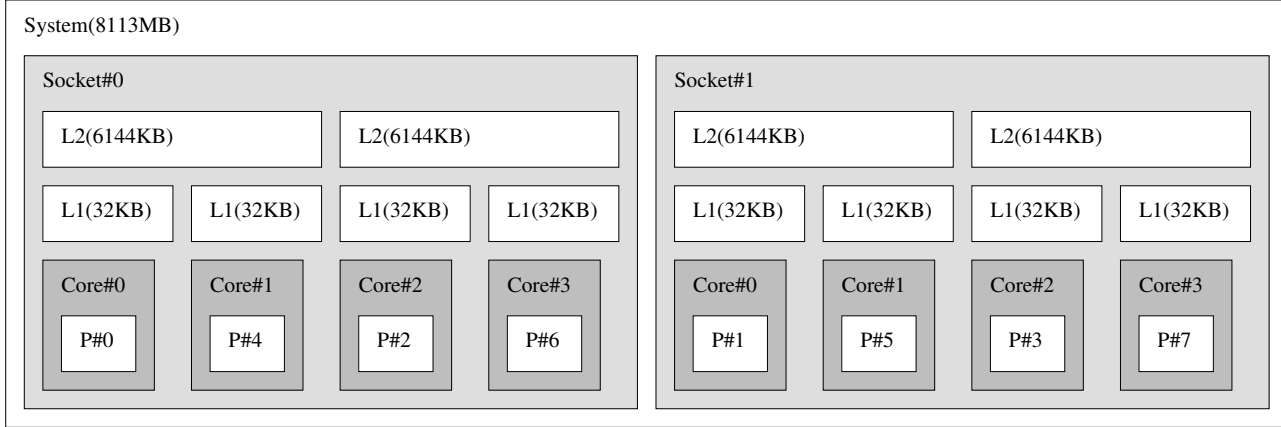 System(8113MB)
Socket#0
L2(6144KB) L2(6144KB)
L1(32KB) L1(32KB) L1(32KB) L1(32KB)
Core#0 Core#1 Core#2 Core#3
P#0 P#4 P#2 P#6
Socket#1
L2(6144KB) L2(6144KB)
L1(32KB) L1(32KB) L1(32KB) L1(32KB)
Core#0 Core#1 Core#2 Core#3
P#1 P#5 P#3 P#7